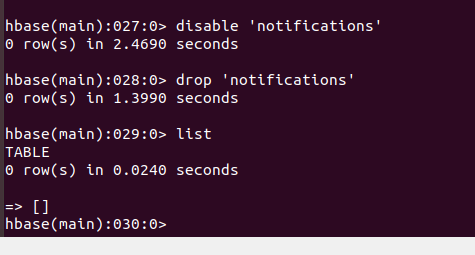 hbase(main):027:0> disable 'notifications'
0 row(s) in 2.4690 seconds
hbase(main):028:0> drop 'notifications'
0 row(s) in 1.3990 seconds
hbase(main):029:0> list
TABLE
0 row(s) in 0.0240 seconds
=> []
hbase(main):030:0>